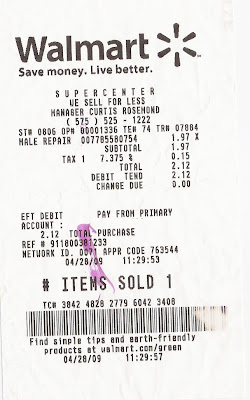 Walmart
Save money. Live better.
SUPERCENTER
WE SELL FOR LESS
MANAGER CURTIS ROSEMOND
( 575 ) 525 - 1222
ST# 0806 OP# 00001336 TE# 74 TR# 07884
MALE REPAIR 007785580754 1.97 X
SUBTOTAL 1.97
TAX 1 7.375 % 0.15
TOTAL 2.12
DEBIT TEND 2.12
CHANGE DUE 0.00
EFT DEBIT PAY FROM PRIMARY
ACCOUNT :
2.12 TOTAL PURCHASE
REF # 911800381233
NETWORK ID. 0071 APPR CODE 763544
04/28/09 11:29:53
# ITEMS SOLD 1
TC# 3842 4828 2779 6042 3408
Find simple tips and earth-friendly
products at walmart.com/green
04/28/09 11:29:57